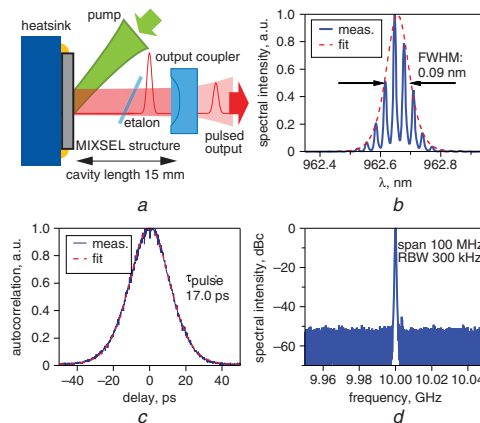 heatsink
pump
output coupler
etalon
pulsed
output
MIXSEL structure
cavity length 15 mm
a
spectral intensity, a.u.
1.0
0.8
0.6
0.4
0.2
0
meas.
fit
FWHM:
0.09 nm
962.4
962.6
962.8
λ, nm
b
autocorrelation, a.u.
1.0
0.8
0.6
0.4
0.2
0
meas.
fit
τpulse
17.0 ps
−40
−20
0
20
40
delay, ps
c
spectral intensity, dBc
0
−20
−40
−60
span 100 MHz
RBW 300 kHz
9.96
9.98
10.00
10.02
10.04
frequency, GHz
d